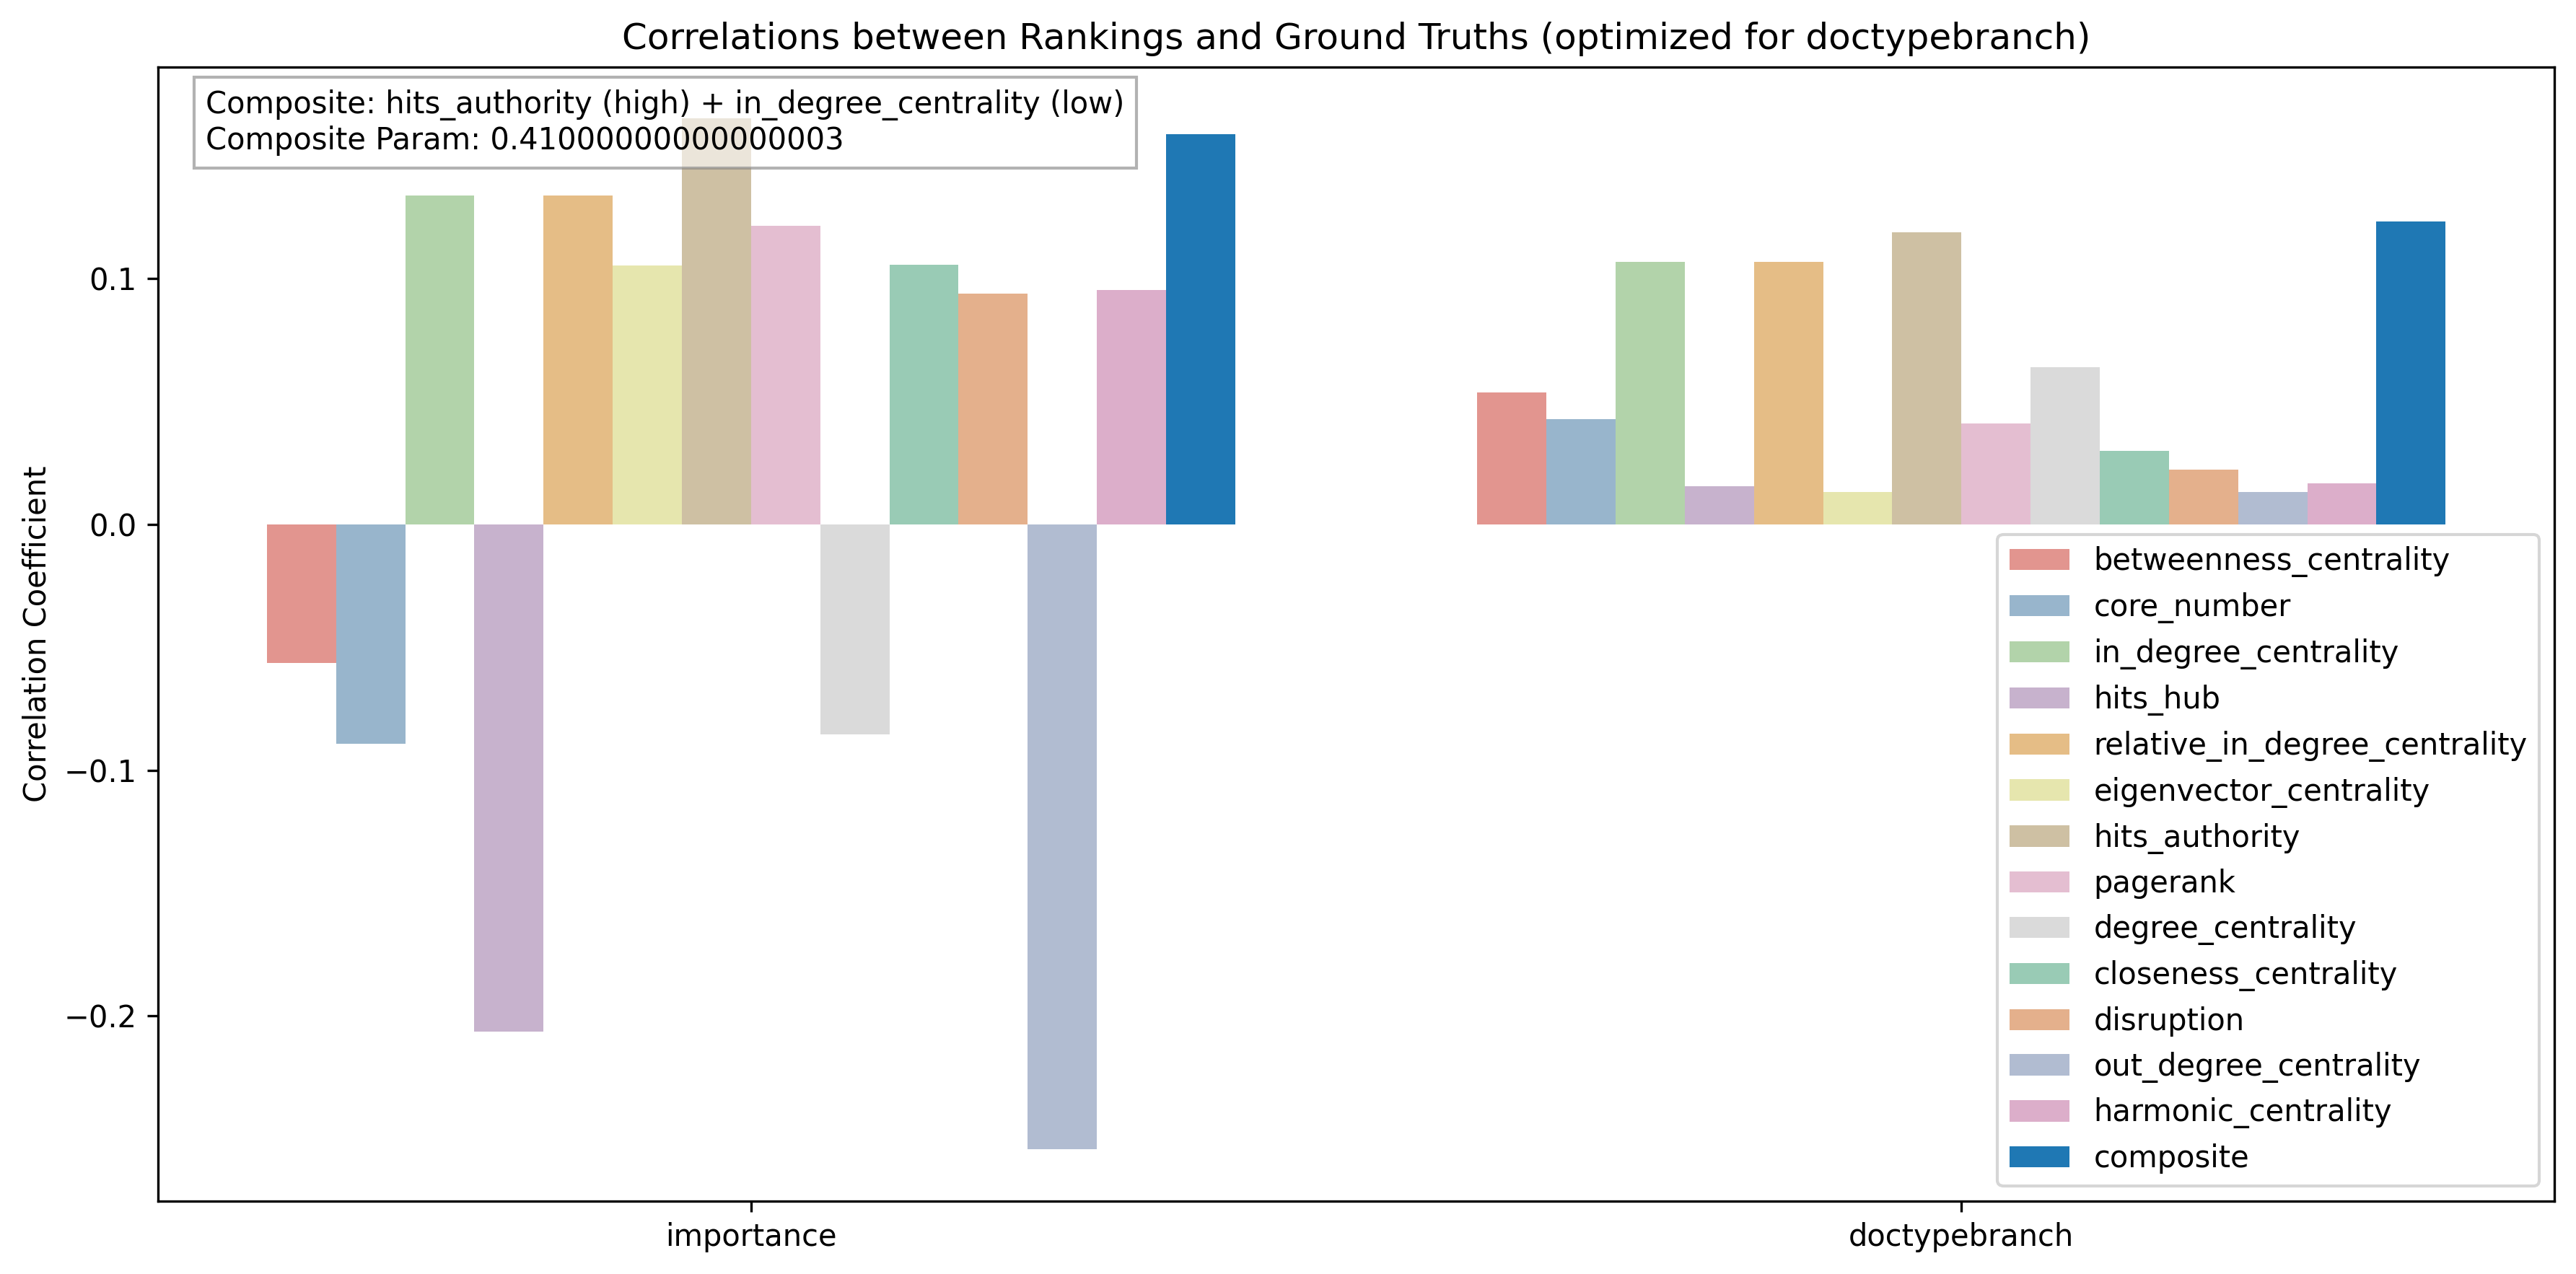 Correlations between Rankings and Ground Truths (optimized for doctypebranch)
Composite: hits_authority (high) + in_degree_centrality (low)
Composite Param: 0.41000000000000003
Correlation Coefficient
0.1
0.0
−0.1
−0.2
importance
doctypebranch
betweenness_centrality
core_number
in_degree_centrality
hits_hub
relative_in_degree_centrality
eigenvector_centrality
hits_authority
pagerank
degree_centrality
closeness_centrality
disruption
out_degree_centrality
harmonic_centrality
composite